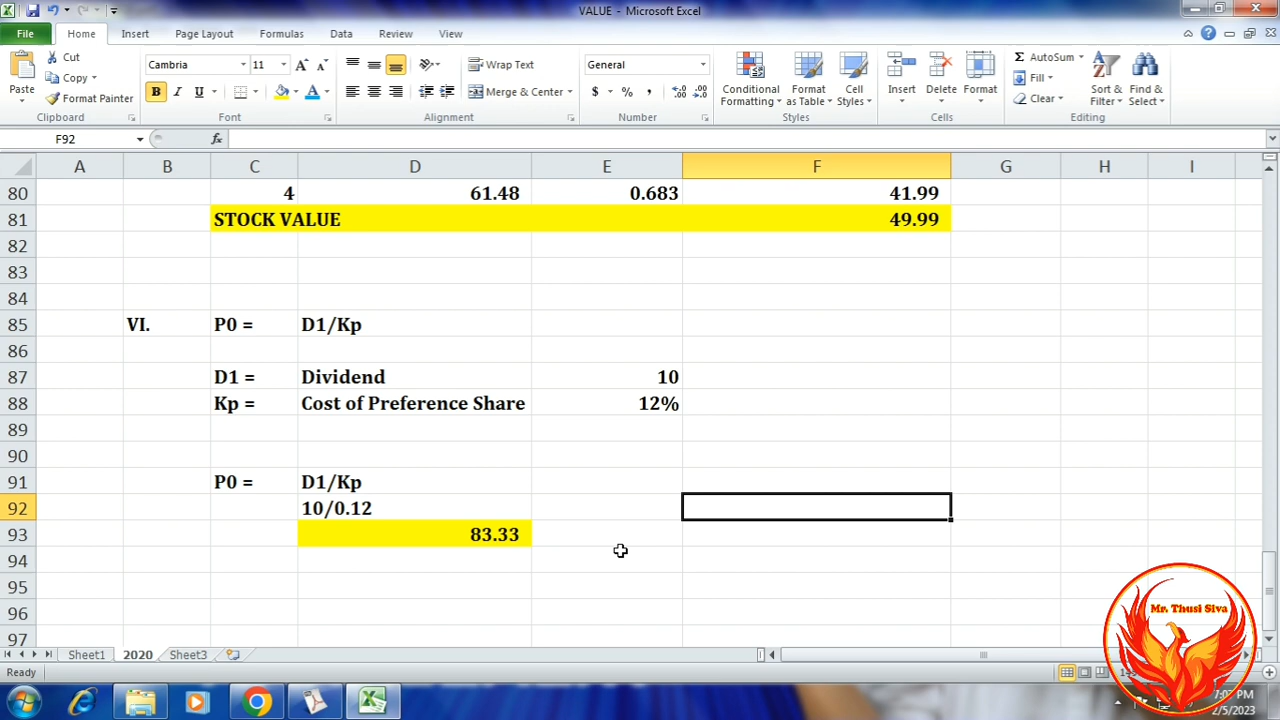 VALUE - Microsoft Excel
File Home Insert Page Layout Formulas Data Review View
Paste
Cut
Copy
Format Painter
Clipboard
Cambria 11
B I U
Font
Wrap Text
Merge & Center
Alignment
General
$ % ,
Number
Conditional Formatting
Format as Table
Cell Styles
Styles
Insert Delete Format
Cells
AutoSum
Fill
Clear
Sort & Filter
Find & Select
Editing
F92 fx
A B C D E F G H I
80 4 61.48 0.683 41.99
81 STOCK VALUE 49.99
82
83
84
85 VI. P0 = D1/Kp
86
87 D1 = Dividend 10
88 Kp = Cost of Preference Share 12%
89
90
91 P0 = D1/Kp
92 10/0.12
93 83.33
94
95
96
97
Mr. Thusi Siva
Sheet1 2020 Sheet3
Ready
2/5/2023